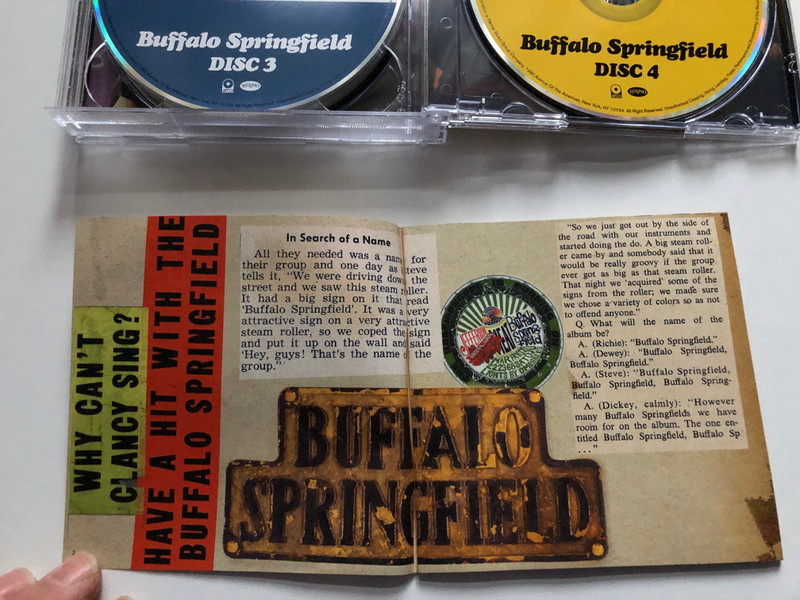 Buffalo Springfield
DISC 3
Buffalo Springfield
DISC 4
WHY CAN'T
CLANCY SING?
HAVE A HIT WITH THE
BUFFALO SPRINGFIELD
In Search of a Name
All they needed was a name for
their group and one day as Steve
tells it, "We were driving down the
street and we saw this steam roller.
It had a big sign on it that read
'Buffalo Springfield'. It was a very
attractive sign on a very attractive
steam roller, so we coped the sign
and put it up on the wall and said
'Hey, guys! That's the name of the
group."
Buffalo
Spring
field
BUFFALO
SPRINGFIELD
"So we just got out by the side of
the road with our instruments and
started doing the do. A big steam roll-
er came by and somebody said that it
would be really groovy if the group
ever got as big as that steam roller.
That night we 'acquired' some of the
signs from the roller; we made sure
we chose a variety of colors so as not
to offend anyone."
Q. What will the name of the
album be?
A. (Richie): "Buffalo Springfield."
A. (Dewey): "Buffalo Springfield,
Buffalo Springfield."
A. (Steve): "Buffalo Springfield,
Buffalo Springfield, Buffalo Spring-
field."
A. (Dickey, calmly): "However
many Buffalo Springfields we have
room for on the album. The one en-
titled Buffalo Springfield, Buffalo Sp
. . ."